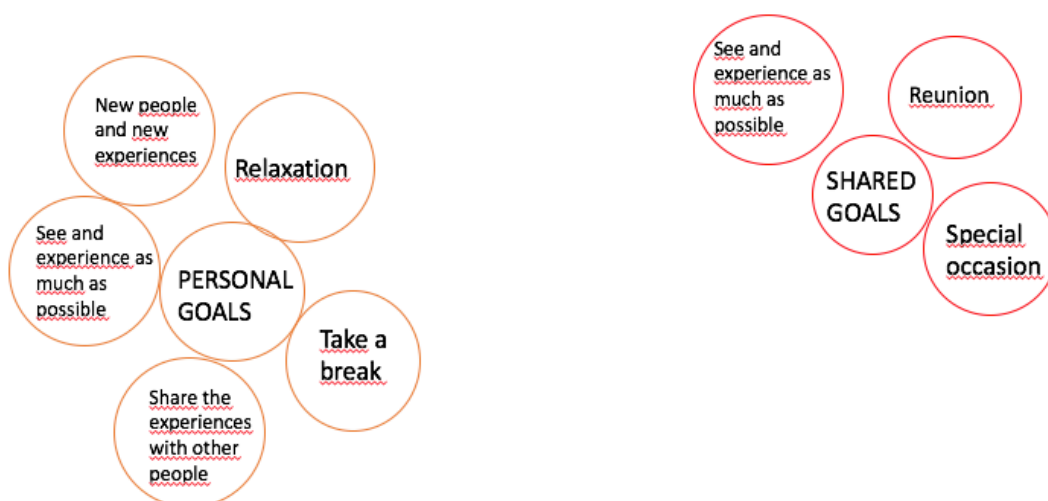 New people
and new
experiences
Relaxation
See and
experience as
much as
possible
PERSONAL
GOALS
Take a
break
Share the
experiences
with other
people
See and
experience as
much as
possible
Reunion
SHARED
GOALS
Special
occasion